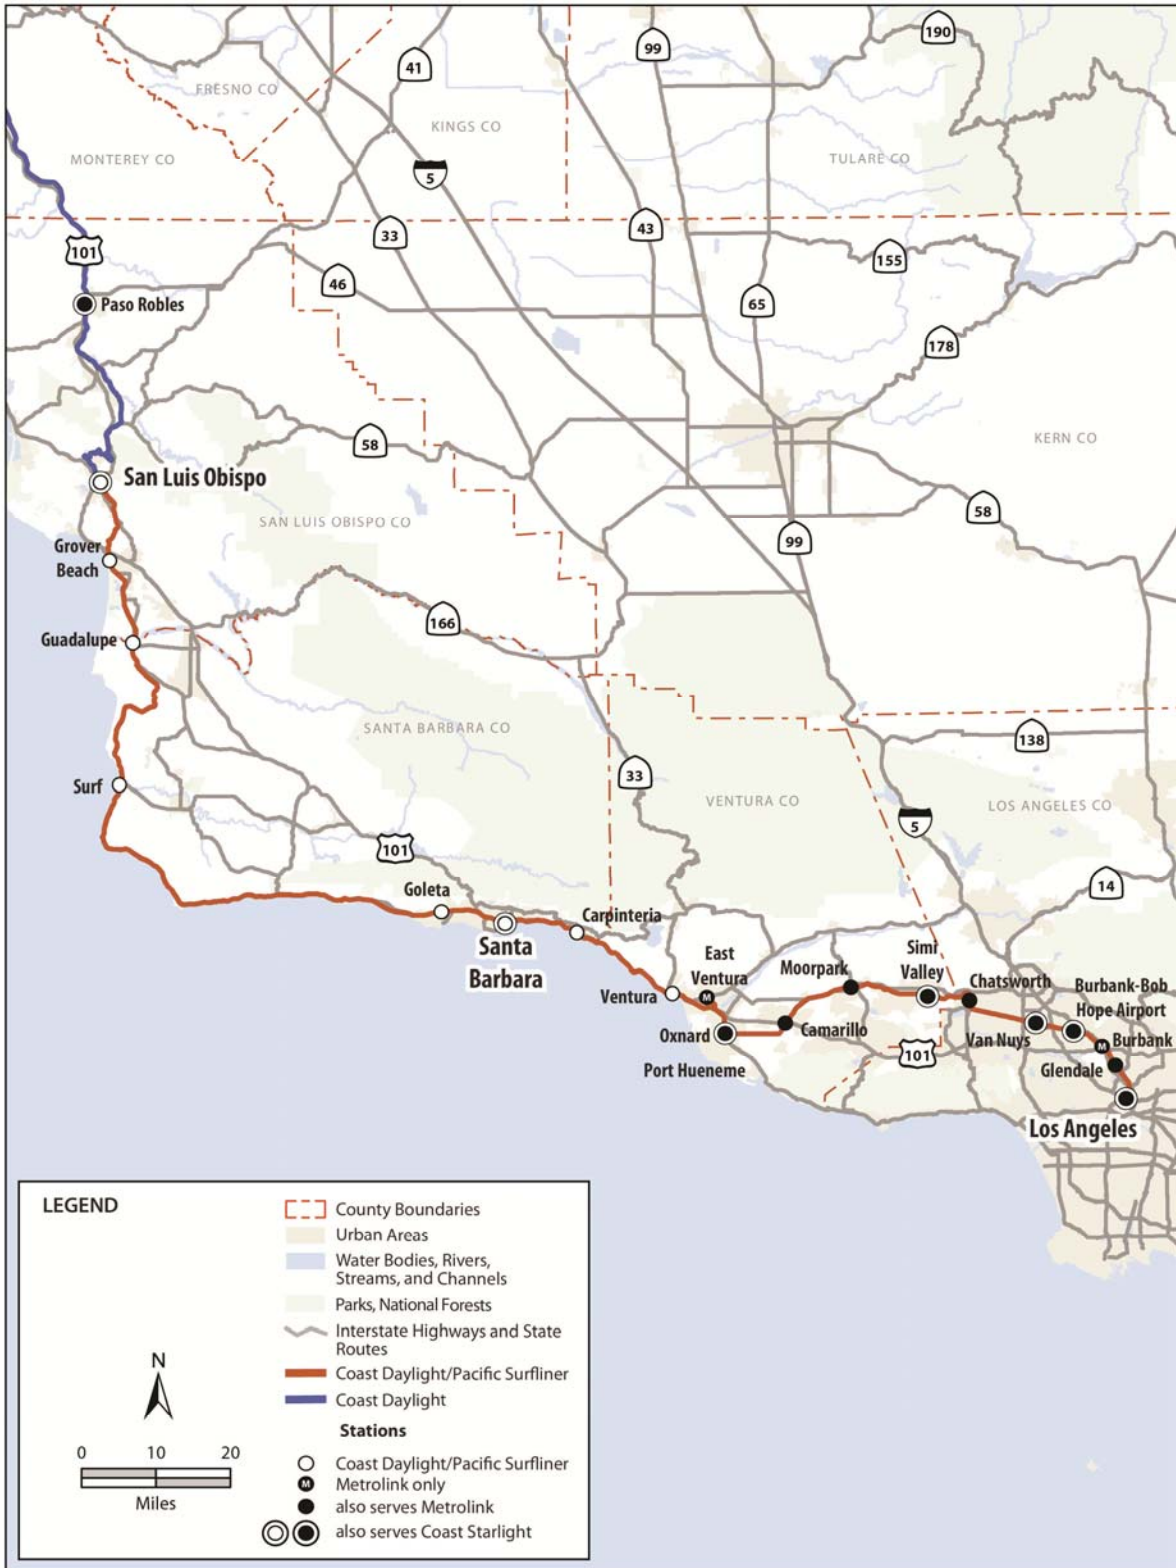 190
99
41
FRESNO CO
KINGS CO
MONTEREY CO
TULARE CO
5
101
33
43
155
46
65
Paso Robles
178
58
KERN CO
San Luis Obispo
SAN LUIS OBISPO CO
58
99
Grover
Beach
166
Guadalupe
SANTA BARBARA CO
138
33
Surf
VENTURA CO
LOS ANGELES CO
5
101
14
Goleta
Carpinteria
Santa
Barbara
East
Ventura
Moorpark
Simi
Valley
Chatsworth
Burbank-Bob
Hope Airport
Ventura
M
Oxnard
Camarillo
Van Nuys
M
Burbank
Port Hueneme
101
Glendale
Los Angeles
LEGEND
County Boundaries
Urban Areas
Water Bodies, Rivers,
Streams, and Channels
Parks, National Forests
Interstate Highways and State
Routes
Coast Daylight/Pacific Surfliner
Coast Daylight
Stations
Coast Daylight/Pacific Surfliner
M
Metrolink only
also serves Metrolink
also serves Coast Starlight
N
0 10 20
Miles